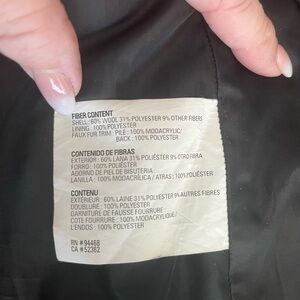 FIBER CONTENT
SHELL : 60% WOOL 31% POLYESTER 9% OTHER FIBERS
LINING : 100% POLYESTER
FAUX FUR TRIM : PILE : 100% MODACRYLIC/
BACK : 100% POLYESTER
CONTENIDO DE FIBRAS
EXTERIOR : 60% LANA 31% POLIÉSTER 9% OTRO FIBRA
FORRO : 100% POLIÉSTER
ADORNO DE PIEL DE BISUTERIA :
LANILLA : 100% MODACRÍLICA / ATRAS : 100% POLIÉSTER
CONTENU
EXTÉRIEUR : 60% LAINE 31% POLYESTER 9% AUTRES FIBRES
DOUBLURE : 100% POLYESTER
GARNITURE DE FAUSSE FOURRURE :
COTE FOURRURE : 100% MODACRYLIQUE/
L'ENDOS : 100% POLYESTER
RN # 94468
CA # 52362